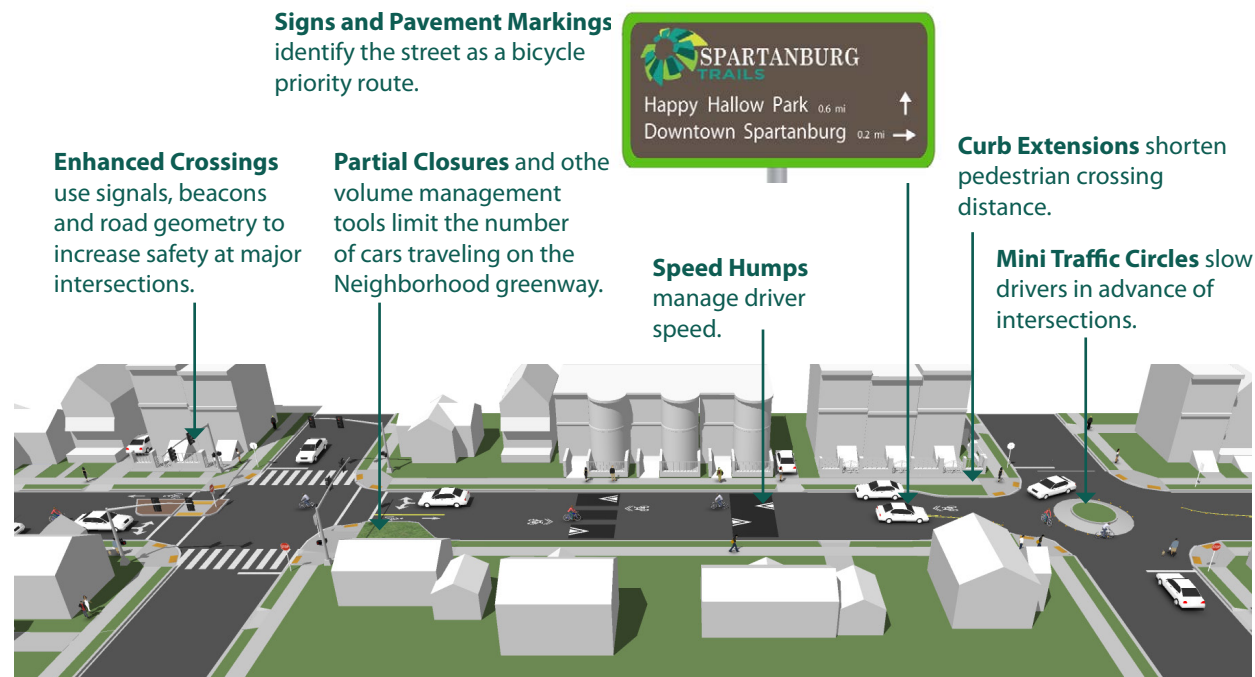 Signs and Pavement Markings
identify the street as a bicycle
priority route.
SPARTANBURG
TRAILS
Happy Hallow Park 0.6 mi
Downtown Spartanburg 0.2 mi
Enhanced Crossings
use signals, beacons
and road geometry to
increase safety at major
intersections.
Partial Closures and othe
volume management
tools limit the number
of cars traveling on the
Neighborhood greenway.
Speed Humps
manage driver
speed.
Curb Extensions shorten
pedestrian crossing
distance.
Mini Traffic Circles slow
drivers in advance of
intersections.